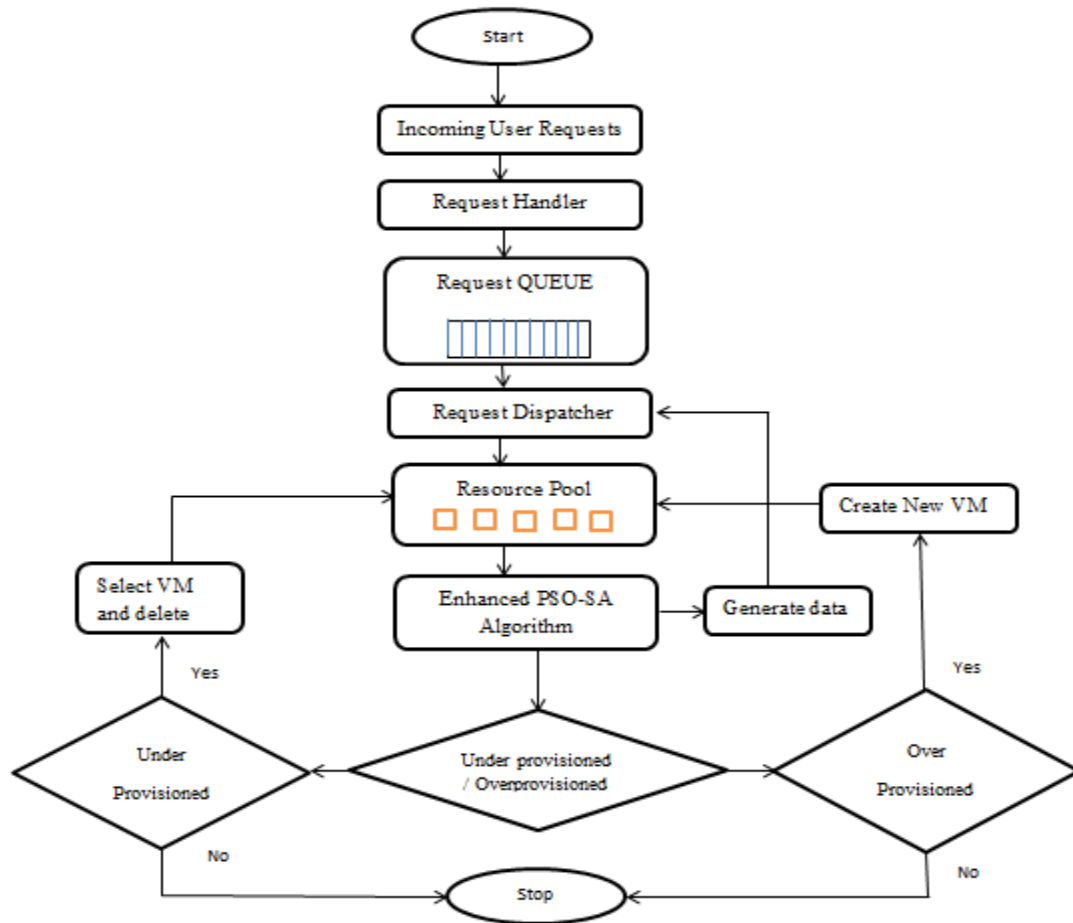 Start
Incoming User Requests
Request Handler
Request QUEUE
Request Dispatcher
Resource Pool
Create New VM
Select VM
and delete
Enhanced PSO-SA
Algorithm
Generate data
Yes
Yes
Under
Provisioned
Under provisioned
/ Overprovisioned
Over
Provisioned
No
No
Stop